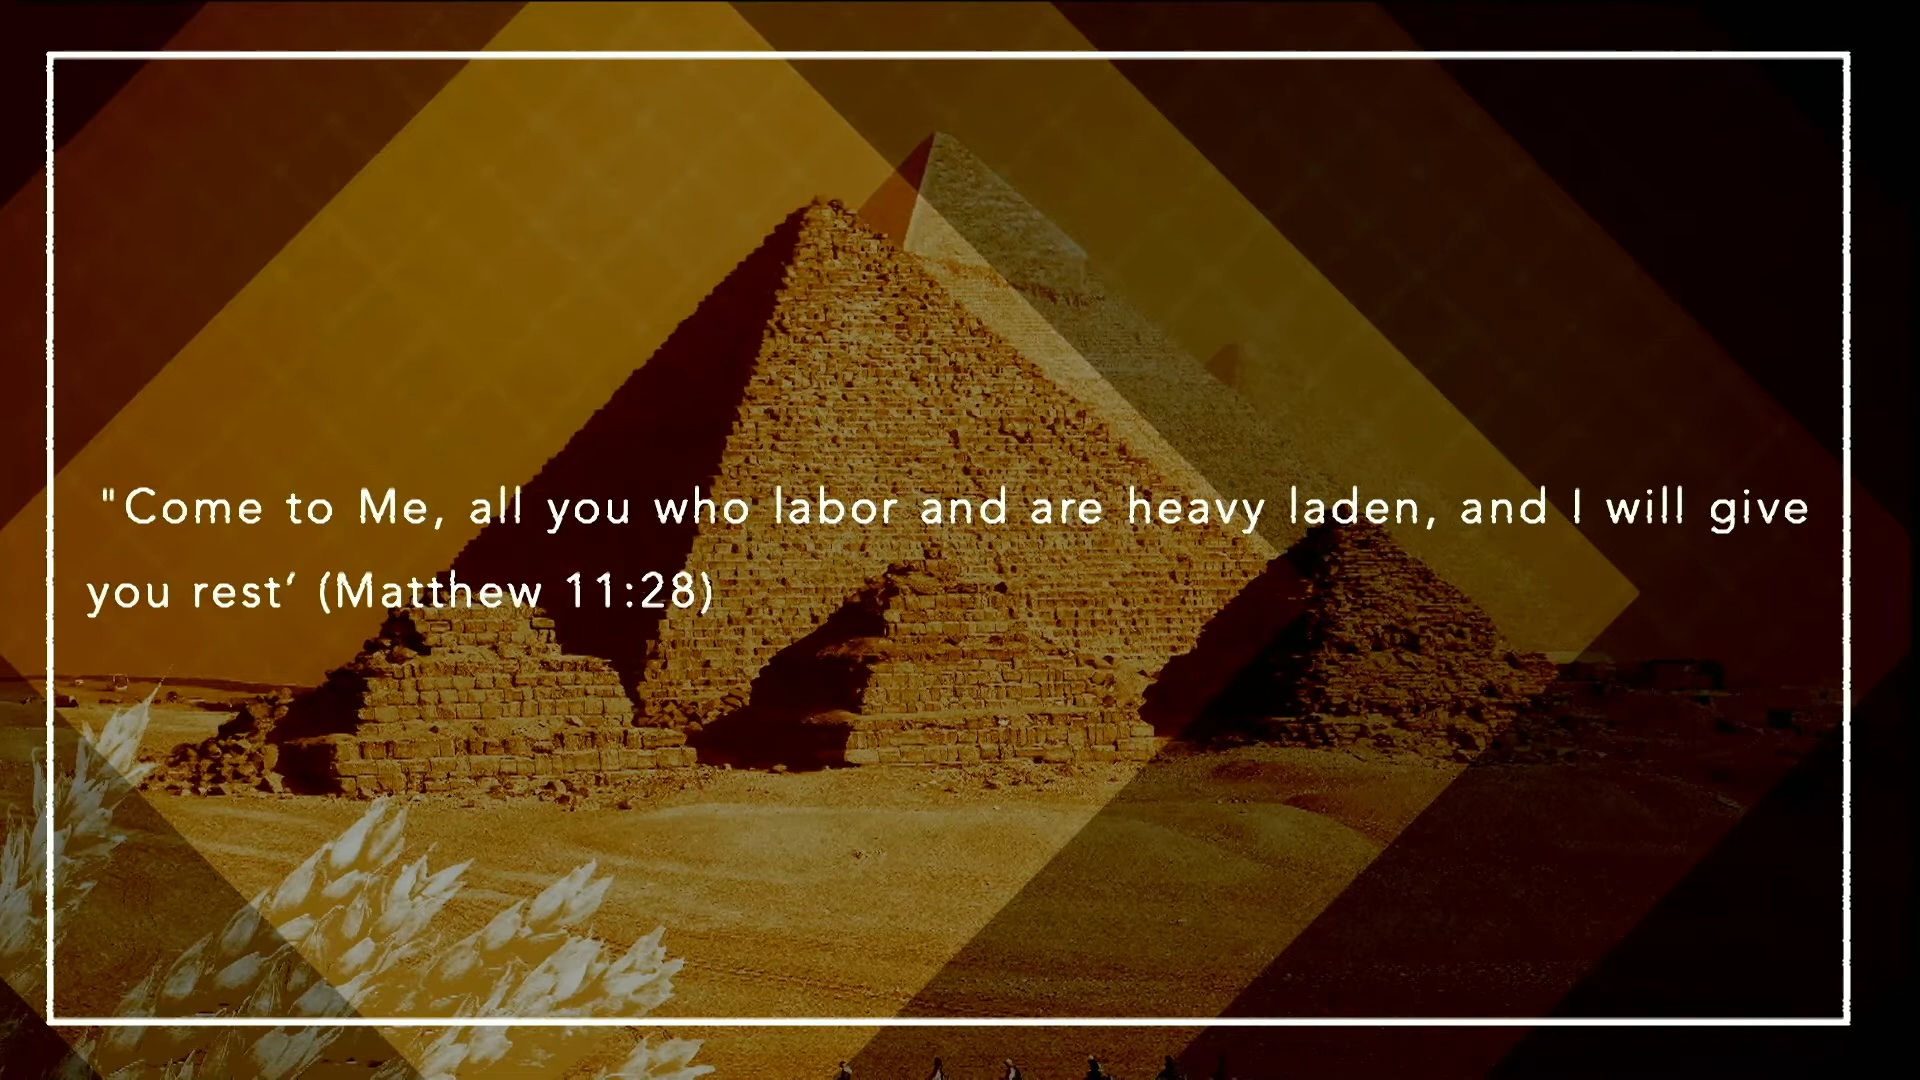 "Come to Me, all you who labor and are heavy laden, and I will give
you rest’ (Matthew 11:28)